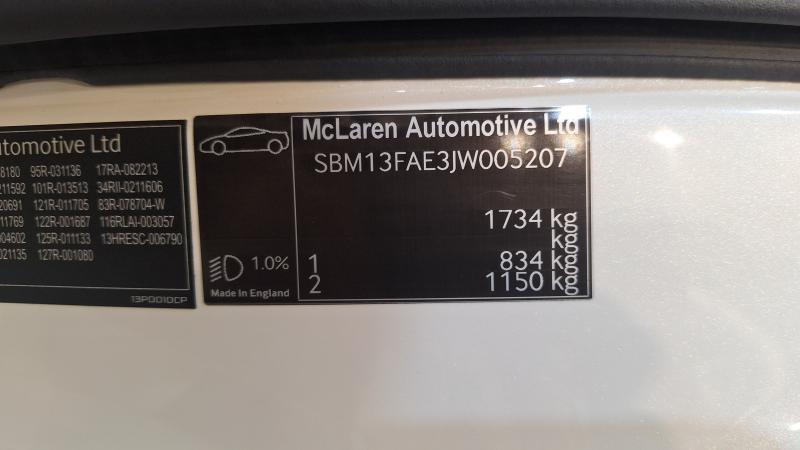 utomotive Ltd
8180 95R-031136 17RA-082213
211592 101R-013513 34RII-0211606
20691 121R-011705 83R-078704-W
11769 122R-001687 116RLAI-003057
004602 125R-011133 13HRESC-006790
021135 127R-001080
13P0010CP
McLaren Automotive Ltd
SBM13FAE3JW005207
1734 kg
kg
1.0% 1 834 kg
2 1150 kg
Made In England